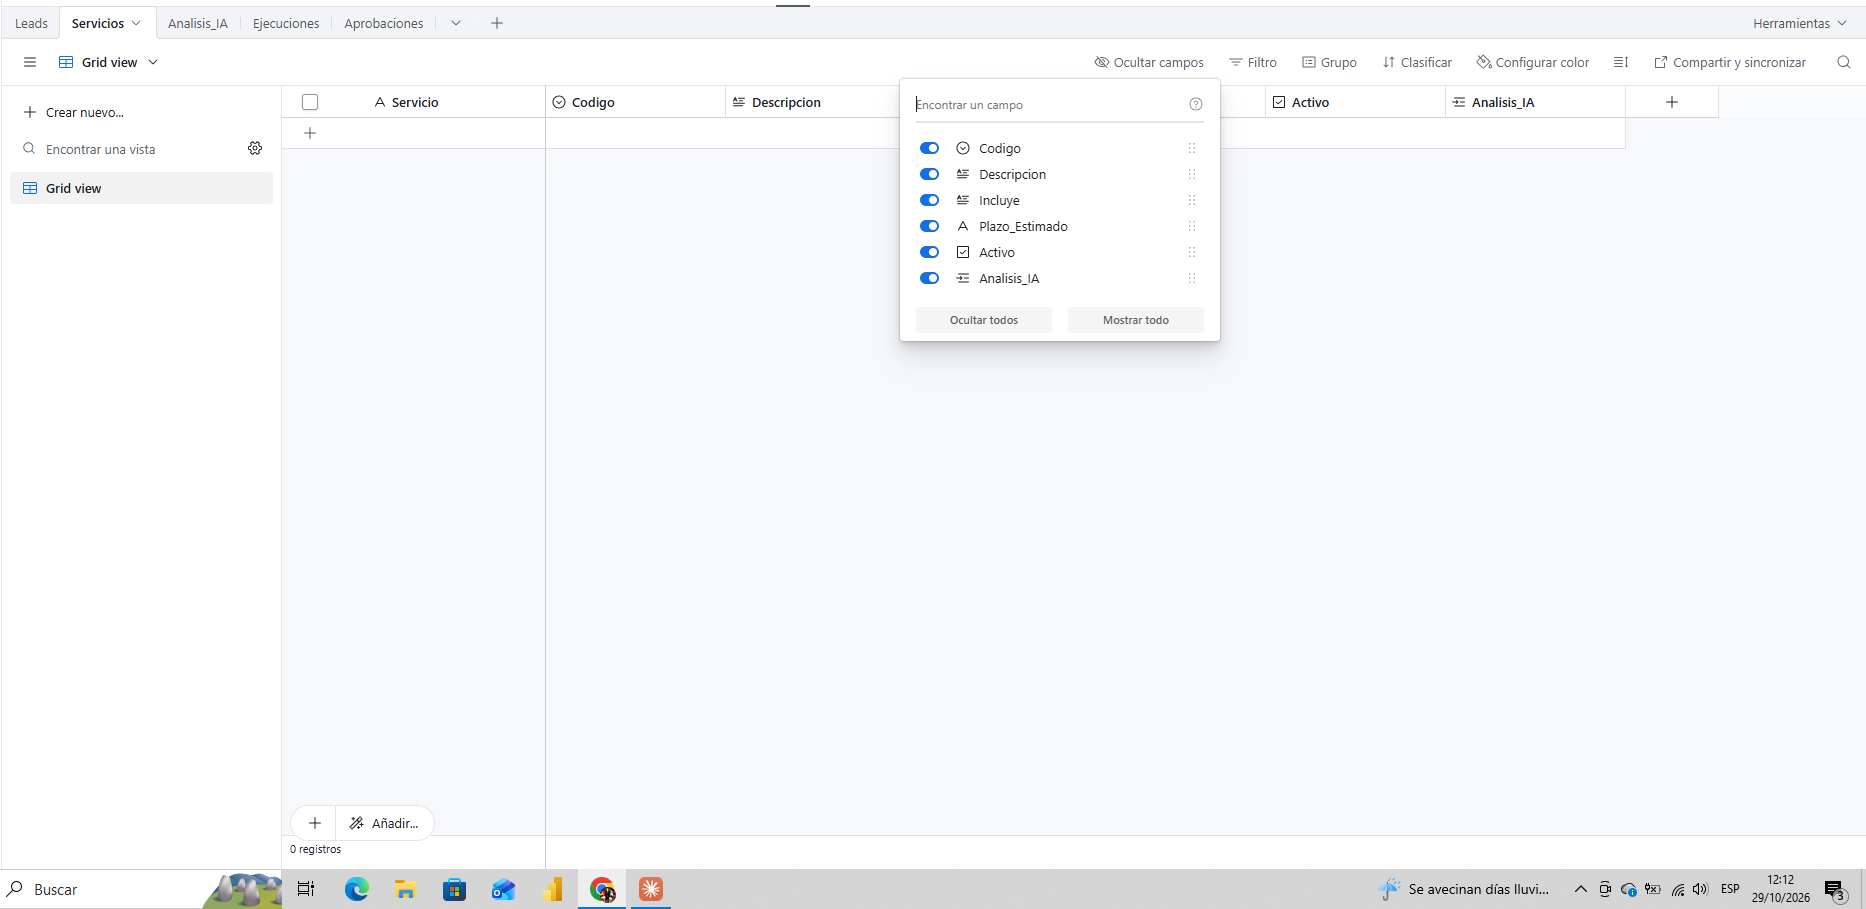 Leads
Servicios
Analisis_IA
Ejecuciones
Aprobaciones
Herramientas
Grid view
Ocultar campos
Filtro
Grupo
Clasificar
Configurar color
Compartir y sincronizar
Crear nuevo...
Encontrar una vista
Grid view
Servicio
Codigo
Descripcion
Activo
Analisis_IA
Encontrar un campo
Codigo
Descripcion
Incluye
Plazo_Estimado
Activo
Analisis_IA
Ocultar todos
Mostrar todo
Añadir...
0 registros
Buscar
Se avecinan días lluvi...
ESP
12:12
29/10/2026
3